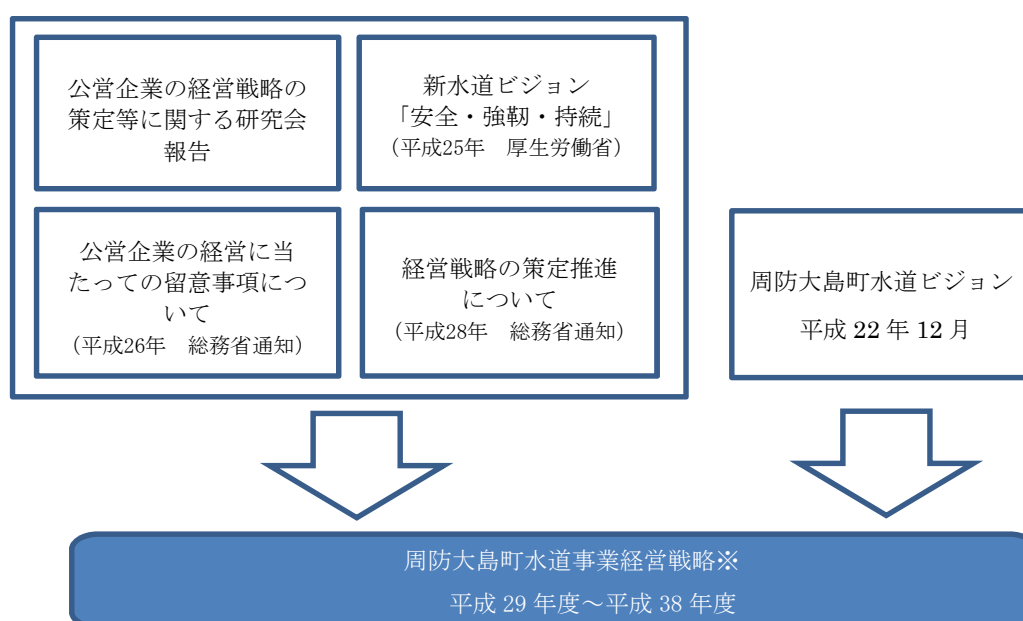 公営企業の経営戦略の
策定等に関する研究会
報告
新水道ビジョン
「安全・強靭・持続」
（平成25年　厚生労働省）
公営企業の経営に当
たっての留意事項につ
いて
（平成26年　総務省通知）
経営戦略の策定推進
について
（平成28年　総務省通知）
周防大島町水道ビジョン
平成 22 年 12 月
周防大島町水道事業経営戦略※
平成 29 年度～平成 38 年度